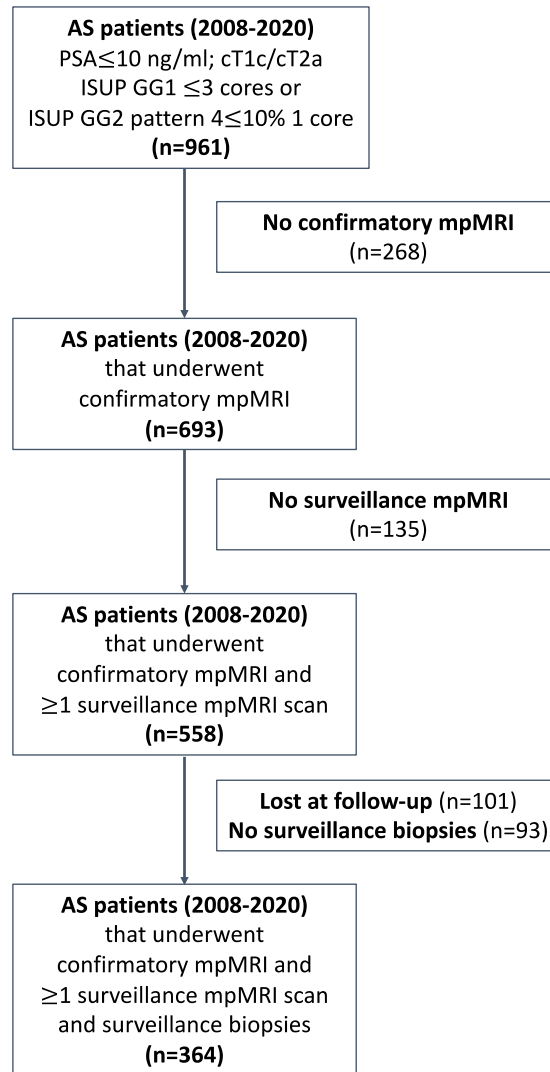 AS patients (2008-2020)
PSA≤10 ng/ml; cT1c/cT2a
ISUP GG1 ≤3 cores or
ISUP GG2 pattern 4≤10% 1 core
(n=961)
No confirmatory mpMRI
(n=268)
AS patients (2008-2020)
that underwent
confirmatory mpMRI
(n=693)
No surveillance mpMRI
(n=135)
AS patients (2008-2020)
that underwent
confirmatory mpMRI and
≥1 surveillance mpMRI scan
(n=558)
Lost at follow-up (n=101)
No surveillance biopsies (n=93)
AS patients (2008-2020)
that underwent
confirmatory mpMRI and
≥1 surveillance mpMRI scan
and surveillance biopsies
(n=364)